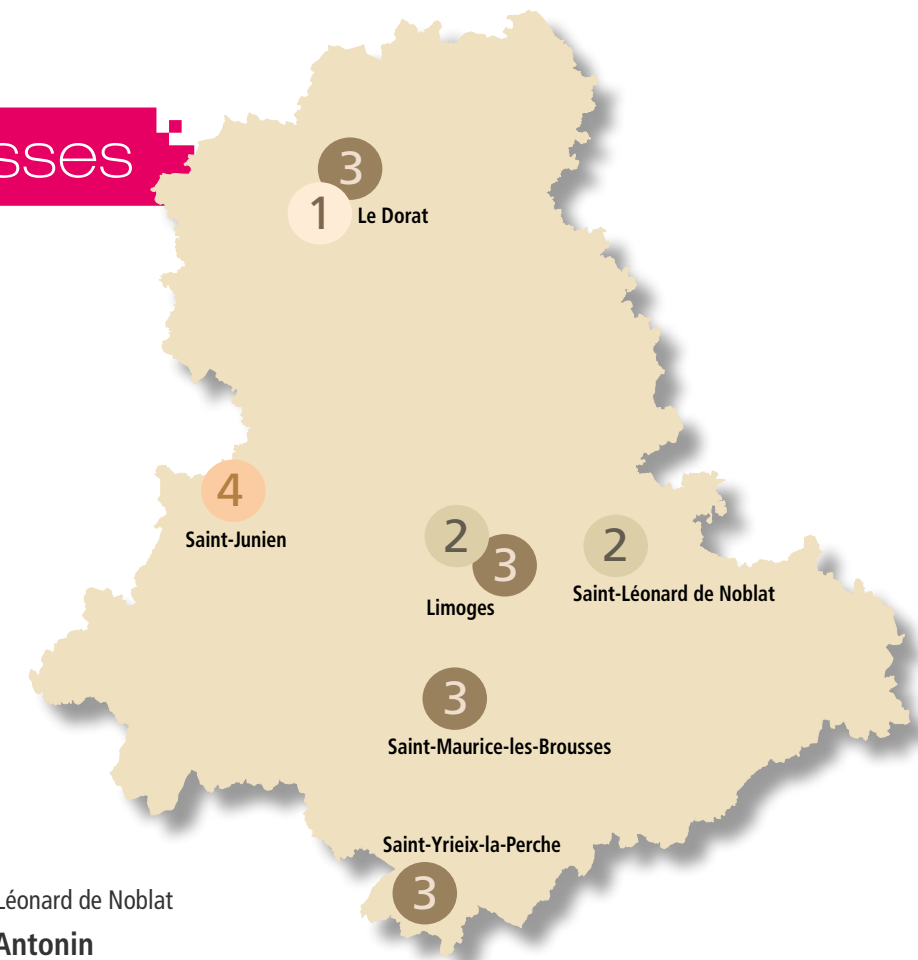 sses
3
1
Le Dorat
4
Saint-Junien
2
3
Limoges
2
Saint-Léonard de Noblat
3
Saint-Maurice-les-Brousses
Saint-Yrieix-la-Perche
3
Léonard de Noblat
Antonin